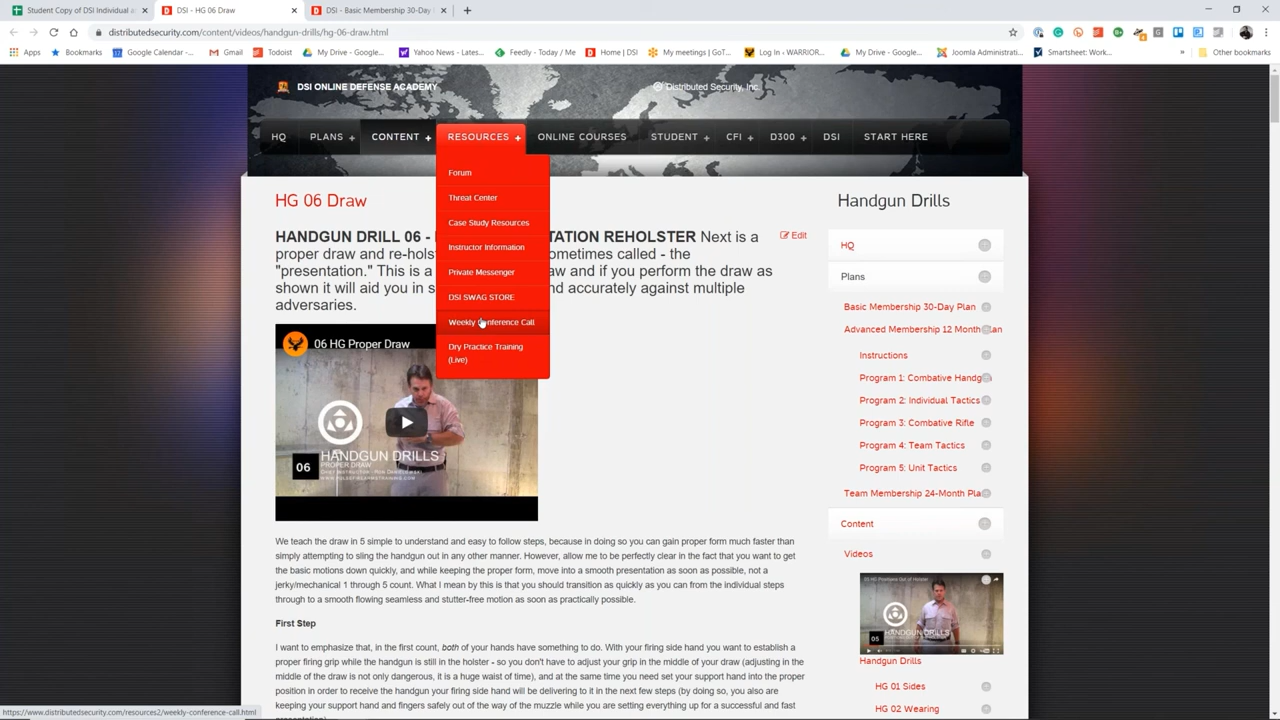 Student Copy of DSI Individual a
DSI - HG 06 Draw
DSI - Basic Membership 30-Day
distributedsecurity.com/content/videos/handgun-drills/hg-06-draw.html
Apps
Bookmarks
Google Calendar -...
Gmail
Todoist
My Drive - Google...
Yahoo News - Lates...
Feedly - Today / Me
Home | DSI
My meetings | GoT...
Log In - WARRIOR...
My Drive - Google...
Joomla Administrati...
Smartsheet: Work...
»
Other bookmarks
DSI ONLINE DEFENSE ACADEMY
Distributed Security, Inc.
HQ
PLANS +
CONTENT +
RESOURCES +
ONLINE COURSES
STUDENT +
CFI +
D300 +
DSI
START HERE
Forum
Threat Center
Case Study Resources
Instructor Information
Private Messenger
DSI SWAG STORE
Weekly Conference Call
Dry Practice Training
(Live)
HG 06 Draw
Edit
HANDGUN DRILL 06 - TATION REHOLSTER Next is a
proper draw and re-hols ometimes called - the
"presentation." This is a aw and if you perform the draw as
shown it will aid you in s nd accurately against multiple
adversaries.
06 HG Proper Draw
HANDGUN DRILLS
PROPER DRAW
06
We teach the draw in 5 simple to understand and easy to follow steps, because in doing so you can gain proper form much faster than
simply attempting to sling the handgun out in any other manner. However, allow me to be perfectly clear in the fact that you want to get
the basic motions down quickly, and while keeping the proper form, move into a smooth presentation as soon as possible, not a
jerky/mechanical 1 through 5 count. What I mean by this is that you should transition as quickly as you can from the individual steps
through to a smooth flowing seamless and stutter-free motion as soon as practically possible.
First Step
I want to emphasize that, in the first count, both of your hands have something to do. With your firing side hand you want to establish a
proper firing grip while the handgun is still in the holster - so you don't have to adjust your grip in the middle of your draw (adjusting in the
middle of the draw is not only dangerous, it is a huge waste of time), and at the same time you need set your support hand into the proper
position in order to receive the handgun your firing side hand will be delivering to it in the next few steps (by doing so, you also are
keeping your support hand and fingers safely out of the way of the muzzle while you are setting everything up for a successful and fast
presentation)
Handgun Drills
HQ
Plans
Basic Membership 30-Day Plan
Advanced Membership 12 Month Plan
Instructions
Program 1: Combative Handg
Program 2: Individual Tactics
Program 3: Combative Rifle
Program 4: Team Tactics
Program 5: Unit Tactics
Team Membership 24-Month Pla
Content
Videos
05 HG Premises Out of Holster
HANDGUN DRILLS
05
Handgun Drills
HG 01 Sides
HG 02 Wearing
https://www.distributedsecurity.com/resources2/weekly-conference-call.html